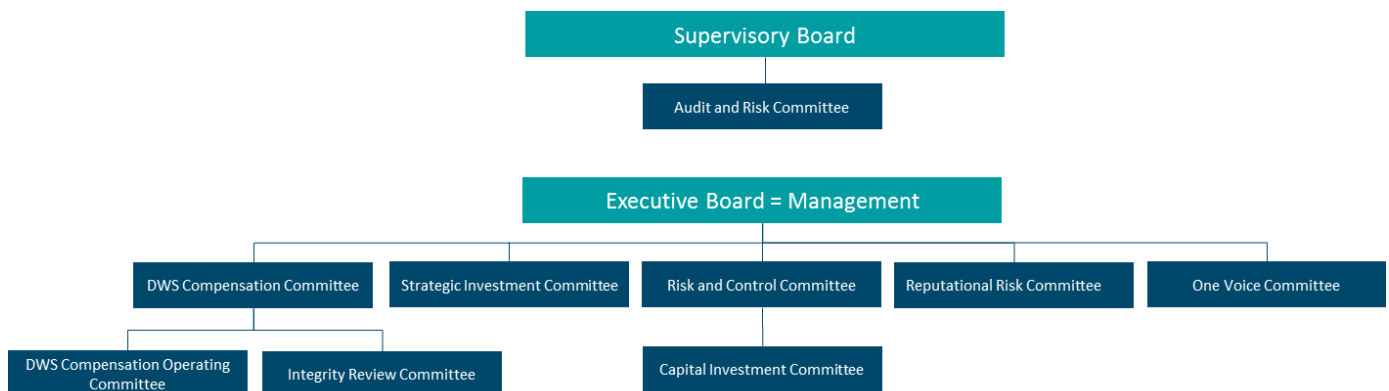 Supervisory Board
Audit and Risk Committee
Executive Board = Management
DWS Compensation Committee
Strategic Investment Committee
Risk and Control Committee
Reputational Risk Committee
One Voice Committee
DWS Compensation Operating
Committee
Integrity Review Committee
Capital Investment Committee